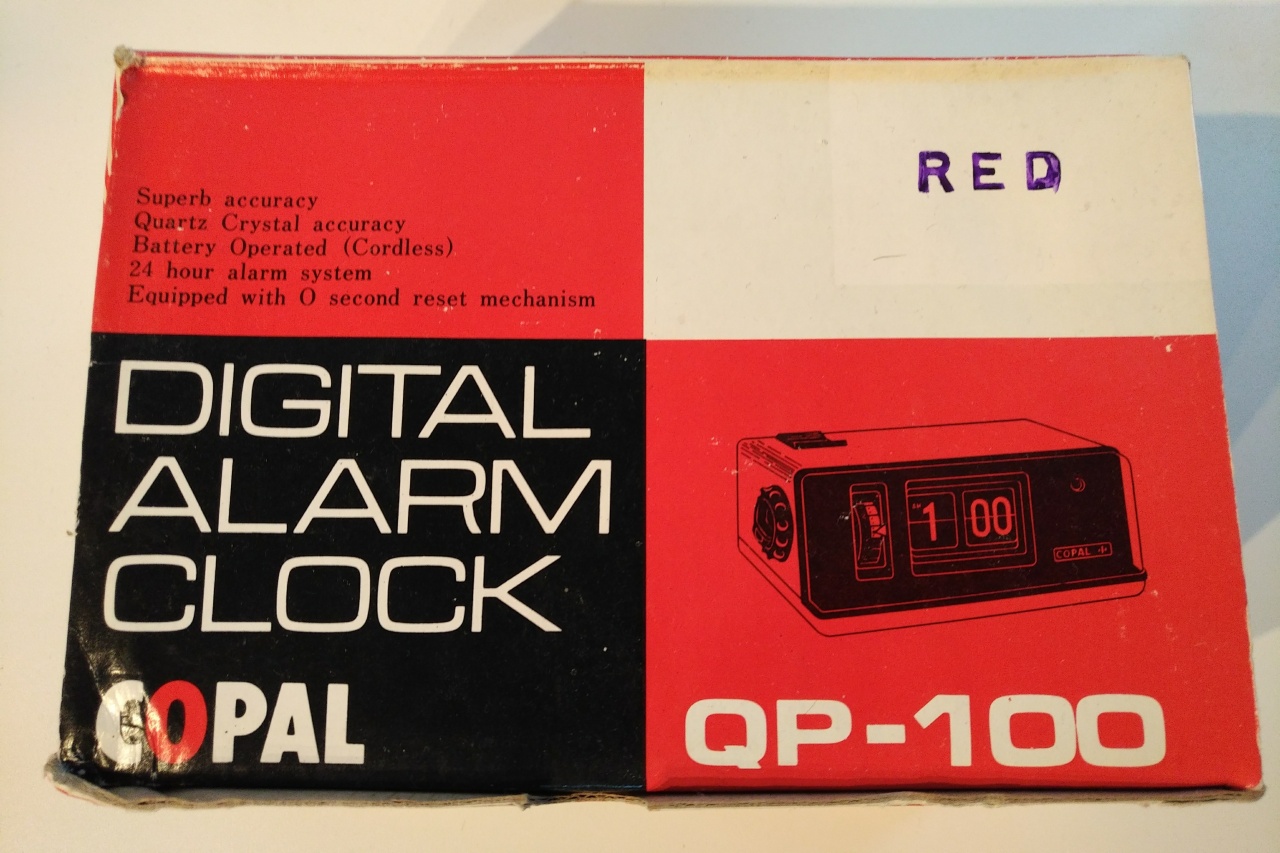 Superb accuracy
Quartz Crystal accuracy
Battery Operated (Cordless)
24 hour alarm system
Equipped with O second reset mechanism
RED
DIGITAL
ALARM
CLOCK
COPAL
AM
1 00
COPAL
QP-100